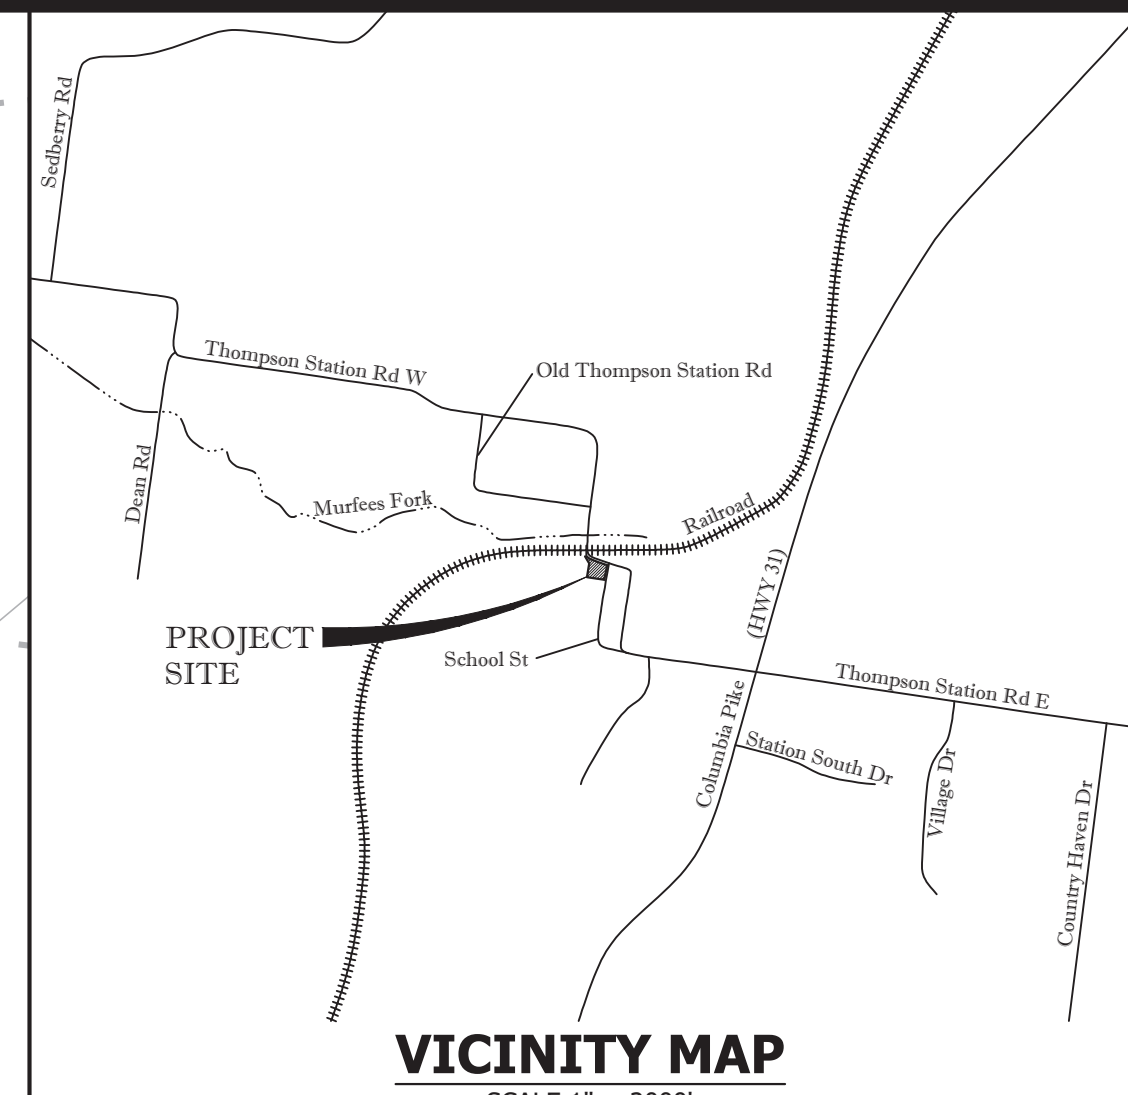 Sedberry Rd
Thompson Station Rd W
Old Thompson Station Rd
Dean Rd
Murfees Fork
Railroad
(HWY 31)
PROJECT
SITE
School St
Thompson Station Rd E
Columbia Pike
Station South Dr
Village Dr
Country Haven Dr
VICINITY MAP